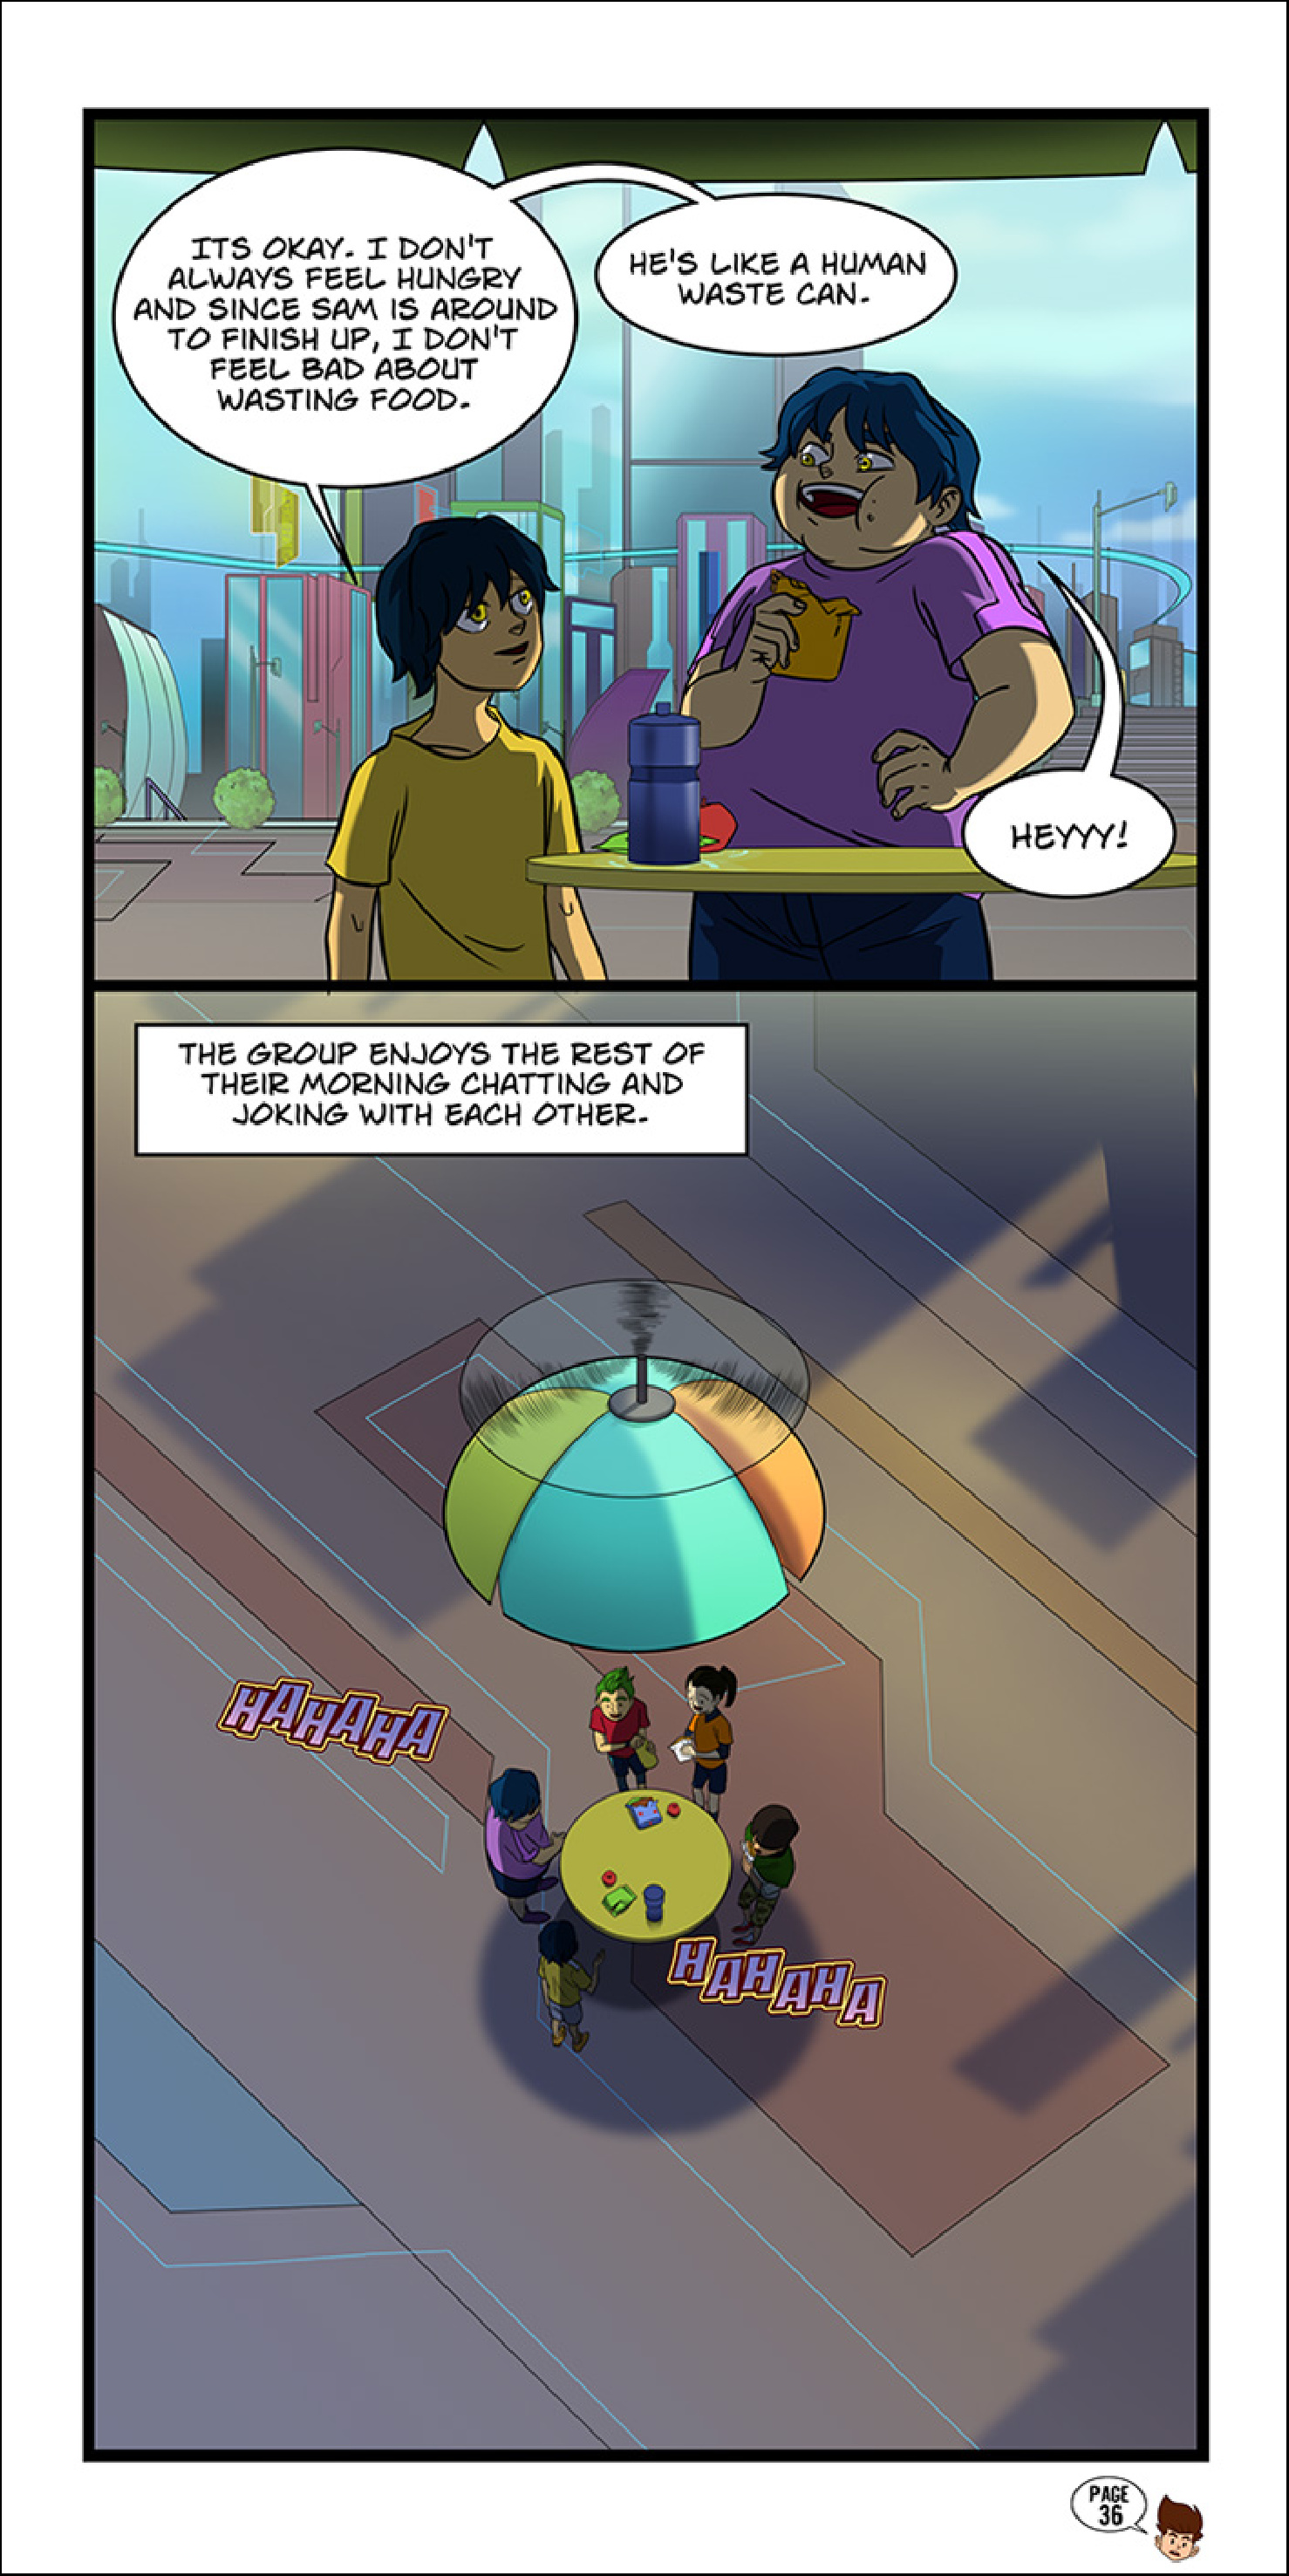 ITS OKAY. I DON'T
ALWAYS FEEL HUNGRY
AND SINCE SAM IS AROUND
TO FINISH UP, I DON'T
FEEL BAD ABOUT
WASTING FOOD.
HE'S LIKE A HUMAN
WASTE CAN.
HEYYY!
THE GROUP ENJOYS THE REST OF
THEIR MORNING CHATTING AND
JOKING WITH EACH OTHER.
HAHAHA
HAHAHA
PAGE
36